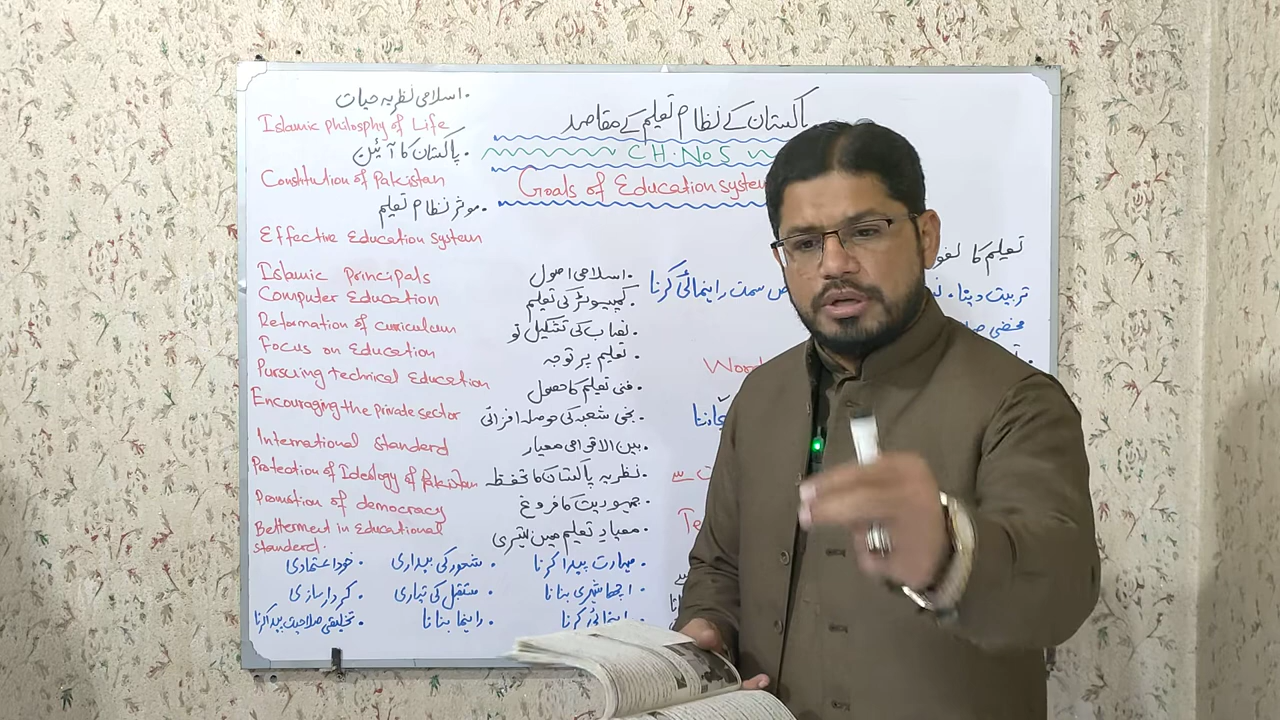 پاکستان کے نظام تعلیم کے مقاصد
CH. No 5
Goals of Education system
. اسلامی نظریہ حیات
Islamic philosphy of Life
. پاکستان کا آئین
Constitution of Pakistan
. موثر نظام تعلیم
Effective Education system
Islamic Principals . اسلامی اصول
Computer Education . کمپیوٹر کی تعلیم
Reformation of curriculum . نصاب کی تشکیل نو
Focus on Education . تعلیم پر توجہ
Pursuing technical Education . فنی تعلیم کا حصول
Encouraging the private sector . نجی شعبہ کی حوصلہ افزائی
International Standard . بین الاقوامی معیار
Protection of Ideology of Pakistan . نظریہ پاکستان کا تحفظ
Promotion of democracy . جمہوریت کا فروغ
Betterment in Educational . معیار تعلیم میں بہتری
Standard.
. مہارت پیدا کرنا . شعور کی بیداری . خود اعتمادی
. اچھا شہری بنانا . مستقل کی تیاری . کردار سازی
. راہنمائی کرنا . راہنما بنانا . تخلیقی صلاحیت پیدا کرنا
تعلیم کا
تربیت دینا . سمت راہنمائی کرنا